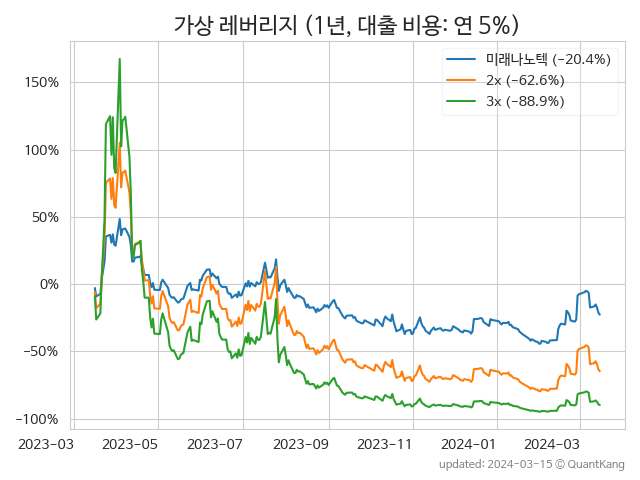 가상 레버리지 (1년, 대출 비용: 연 5%)
미래나노텍 (−20.4%)
2x (−62.6%)
3x (−88.9%)
150%
100%
50%
0%
−50%
−100%
2023-03
2023-05
2023-07
2023-09
2023-11
2024-01
2024-03
updated: 2024-03-15 © QuantKang